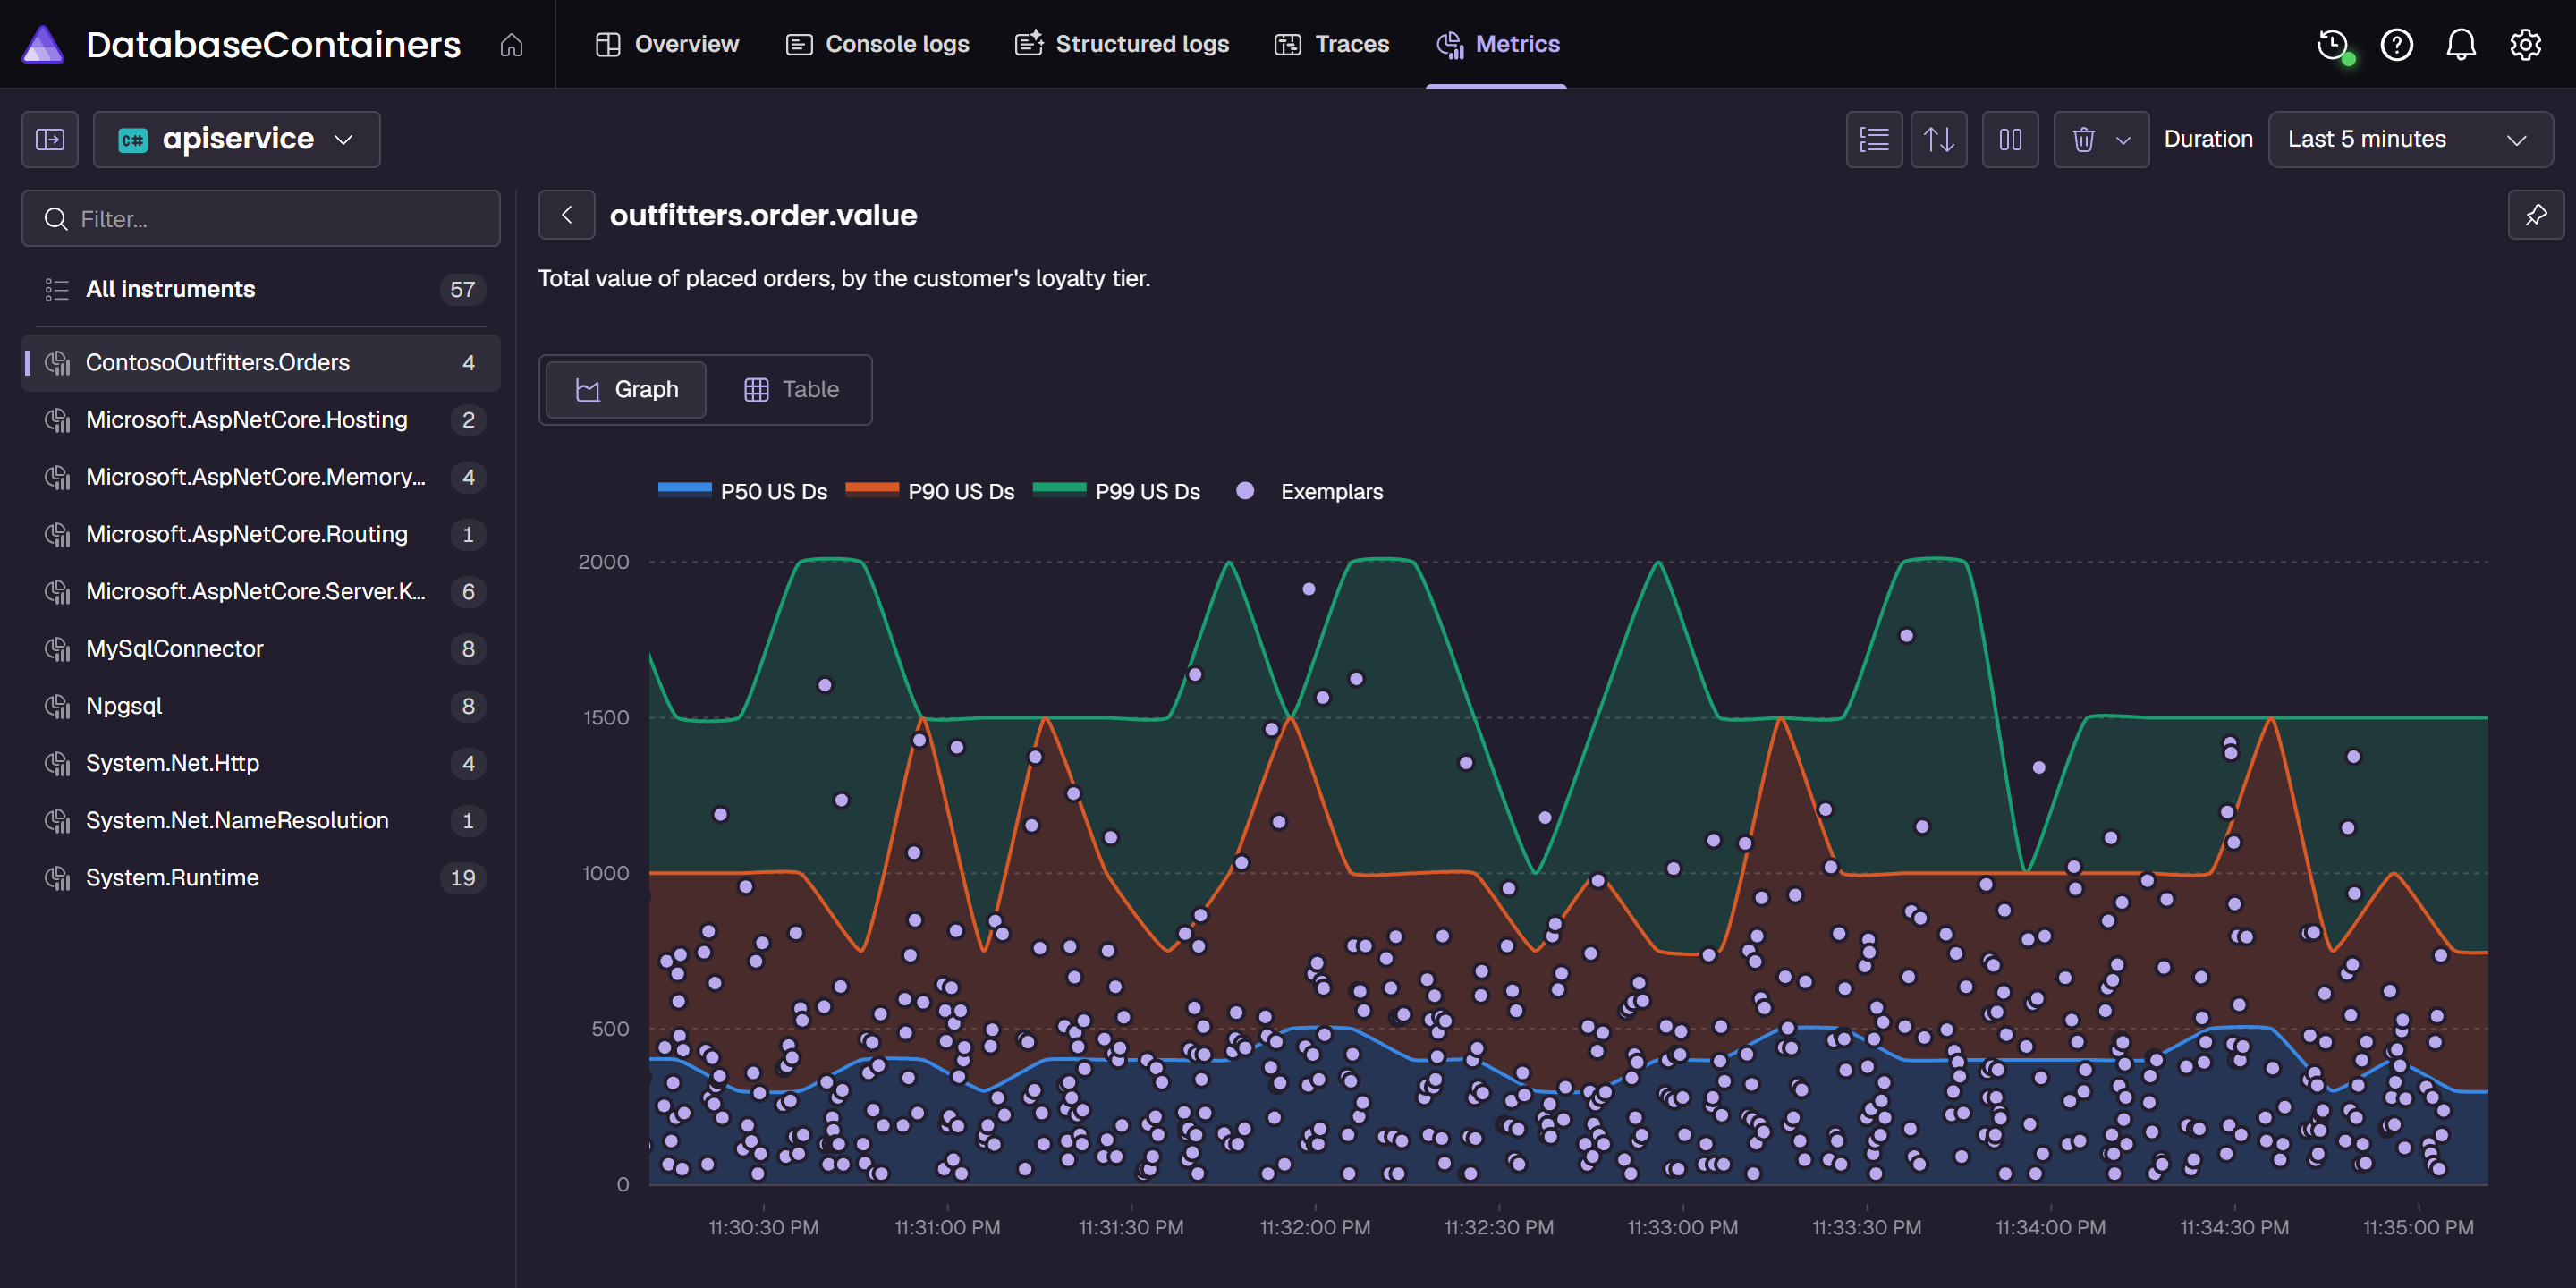 DatabaseContainers
Overview
Console logs
Structured logs
Traces
Metrics
C# apiservice
Duration
Last 5 minutes
Filter...
All instruments 57
ContosoOutfitters.Orders 4
Microsoft.AspNetCore.Hosting 2
Microsoft.AspNetCore.Memory... 4
Microsoft.AspNetCore.Routing 1
Microsoft.AspNetCore.Server.K... 6
MySqlConnector 8
Npgsql 8
System.Net.Http 4
System.Net.NameResolution 1
System.Runtime 19
outfitters.order.value
Total value of placed orders, by the customer's loyalty tier.
Graph
Table
P50 US Ds
P90 US Ds
P99 US Ds
Exemplars
2000
1500
1000
500
0
11:30:30 PM
11:31:00 PM
11:31:30 PM
11:32:00 PM
11:32:30 PM
11:33:00 PM
11:33:30 PM
11:34:00 PM
11:34:30 PM
11:35:00 PM